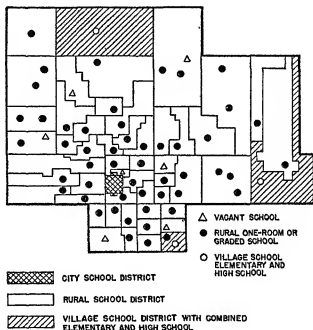 VACANT SCHOOL
RURAL ONE-ROOM OR
GRADED SCHOOL
VILLAGE SCHOOL
ELEMENTARY AND
HIGH SCHOOL
CITY SCHOOL DISTRICT
RURAL SCHOOL DISTRICT
VILLAGE SCHOOL DISTRICT WITH COMBINED
ELEMENTARY AND HIGH SCHOOL